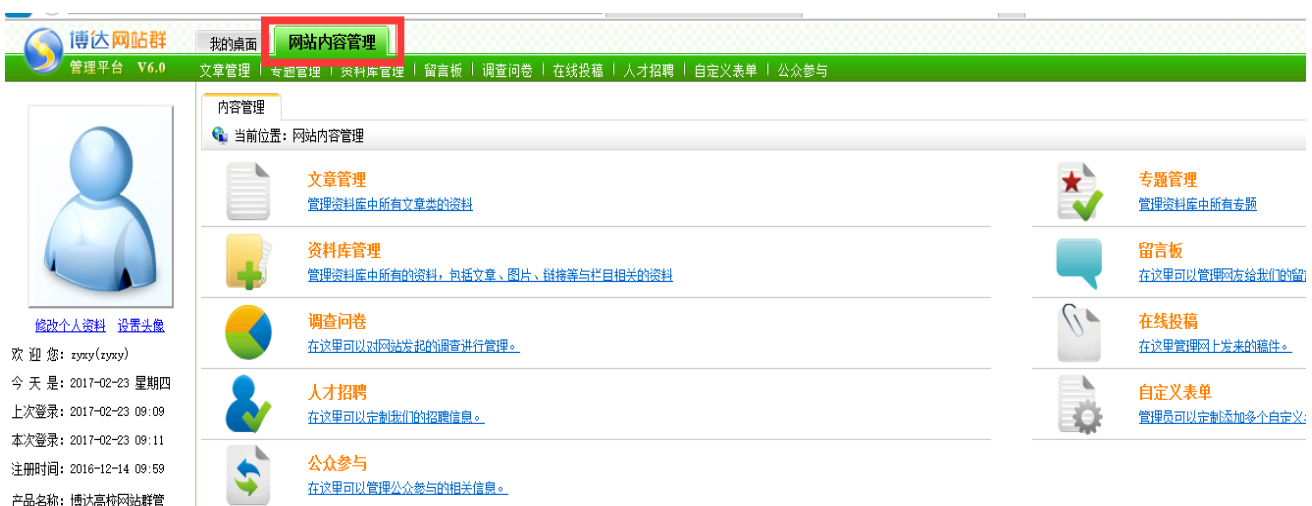 博达网站群
管理平台 V6.0
我的桌面 网站内容管理
文章管理 | 专题管理 | 资料库管理 | 留言板 | 调查问卷 | 在线投稿 | 人才招聘 | 自定义表单 | 公众参与
内容管理
当前位置：网站内容管理
文章管理
管理资料库中所有文章类的资料
专题管理
管理资料库中所有专题
资料库管理
管理资料库中所有的资料，包括文章、图片、链接等与栏目相关的资料
留言板
在这里可以管理网友给我们的留
调查问卷
在这里可以对网站发起的调查进行管理。
在线投稿
在这里管理网上发来的稿件。
人才招聘
在这里可以定制我们的招聘信息。
自定义表单
管理员可以定制添加多个自定义
公众参与
在这里可以管理公众参与的相关信息。
修改个人资料 设置头像
欢 迎 您：zyxy(zyxy)
今 天 是：2017-02-23 星期四
上次登录：2017-02-23 09:09
本次登录：2017-02-23 09:11
注册时间：2016-12-14 09:59
产品名称：博达高校网站群管